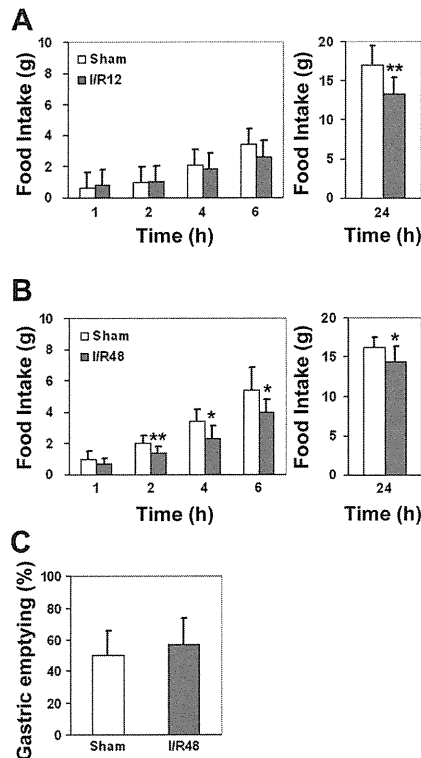 A
Food Intake (g)
10
8
6
4
2
0
Sham
I/R12
1 2 4 6
Time (h)
Food Intake (g)
20
15
10
5
0
**
24
Time (h)
B
Food Intake (g)
10
8
6
4
2
0
Sham
I/R48
** * *
1 2 4 6
Time (h)
Food Intake (g)
20
15
10
5
0
*
24
Time (h)
C
Gastric emptying (%)
100
80
60
40
20
0
Sham I/R48